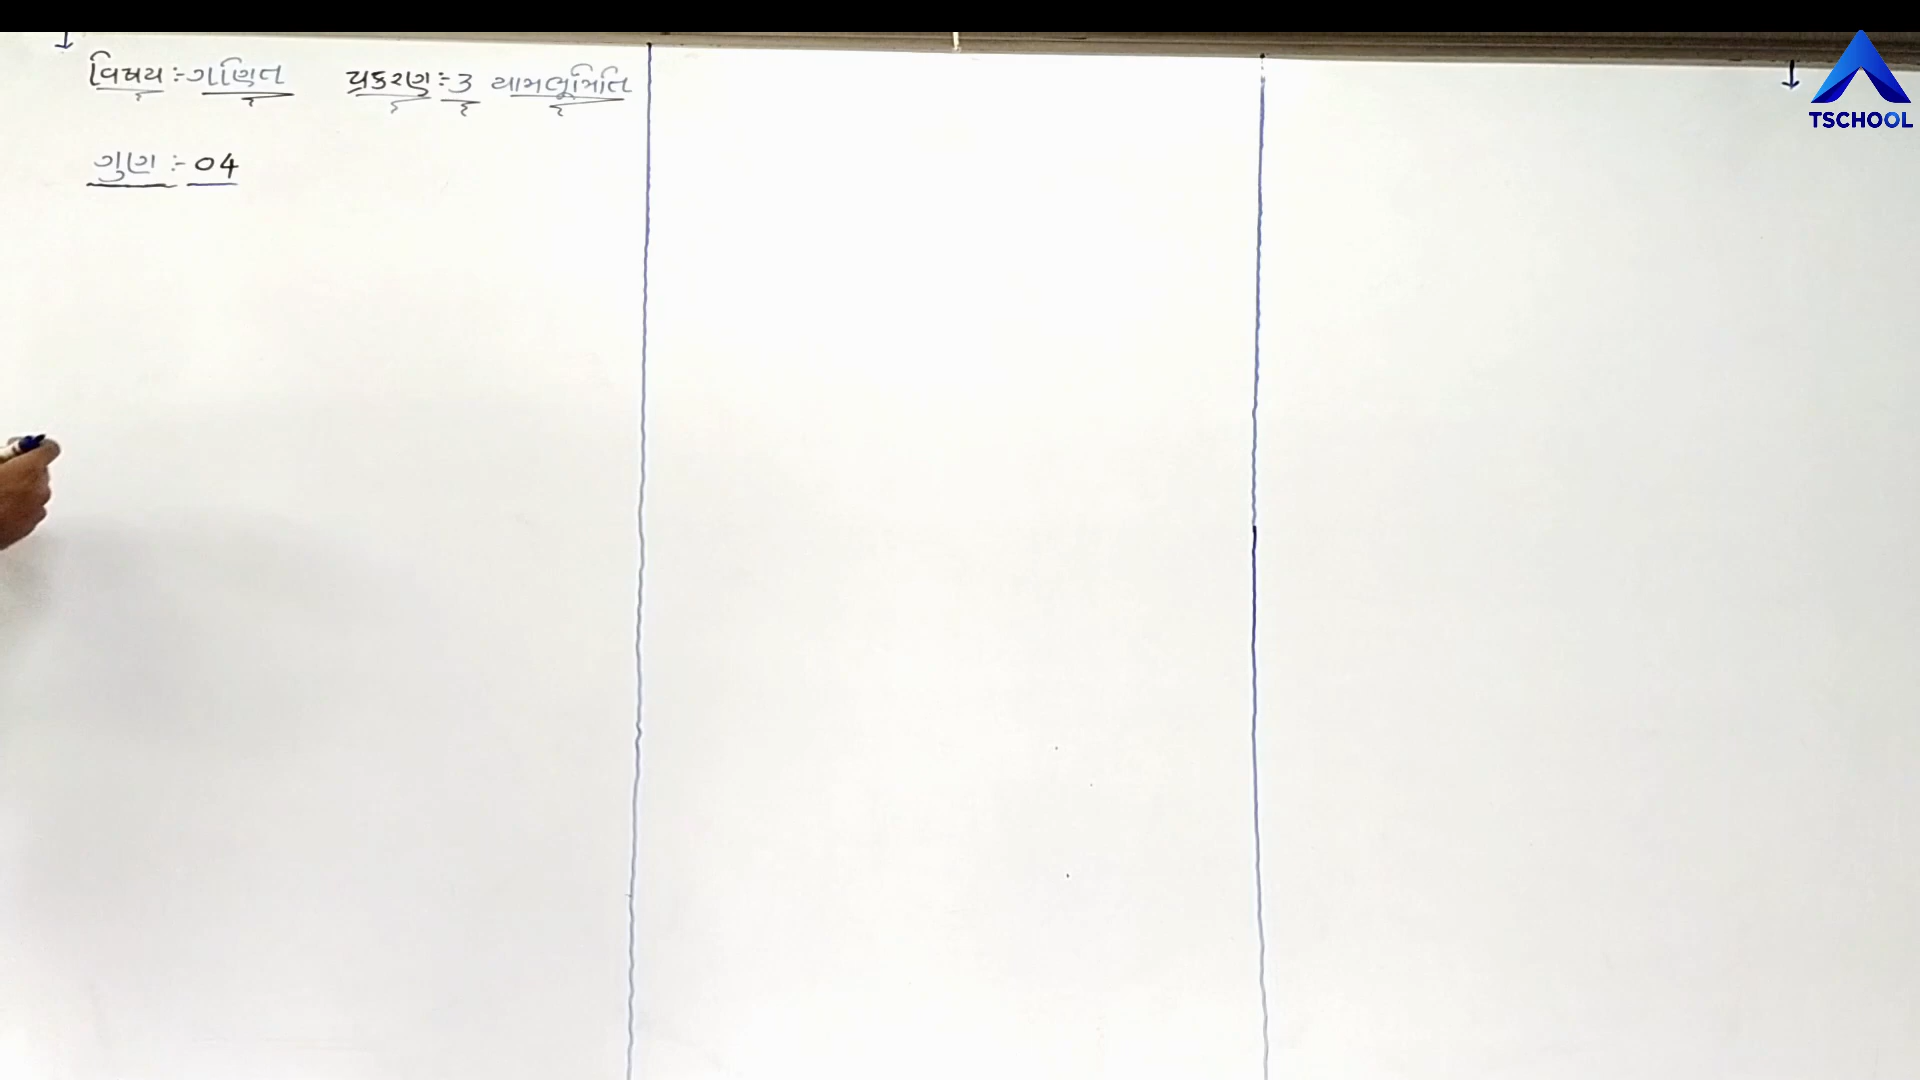 વિષય :- ગણિત પ્રકરણ :- 3 યામભૂમિતિ
ગુણ :- 04
TSCHOOL